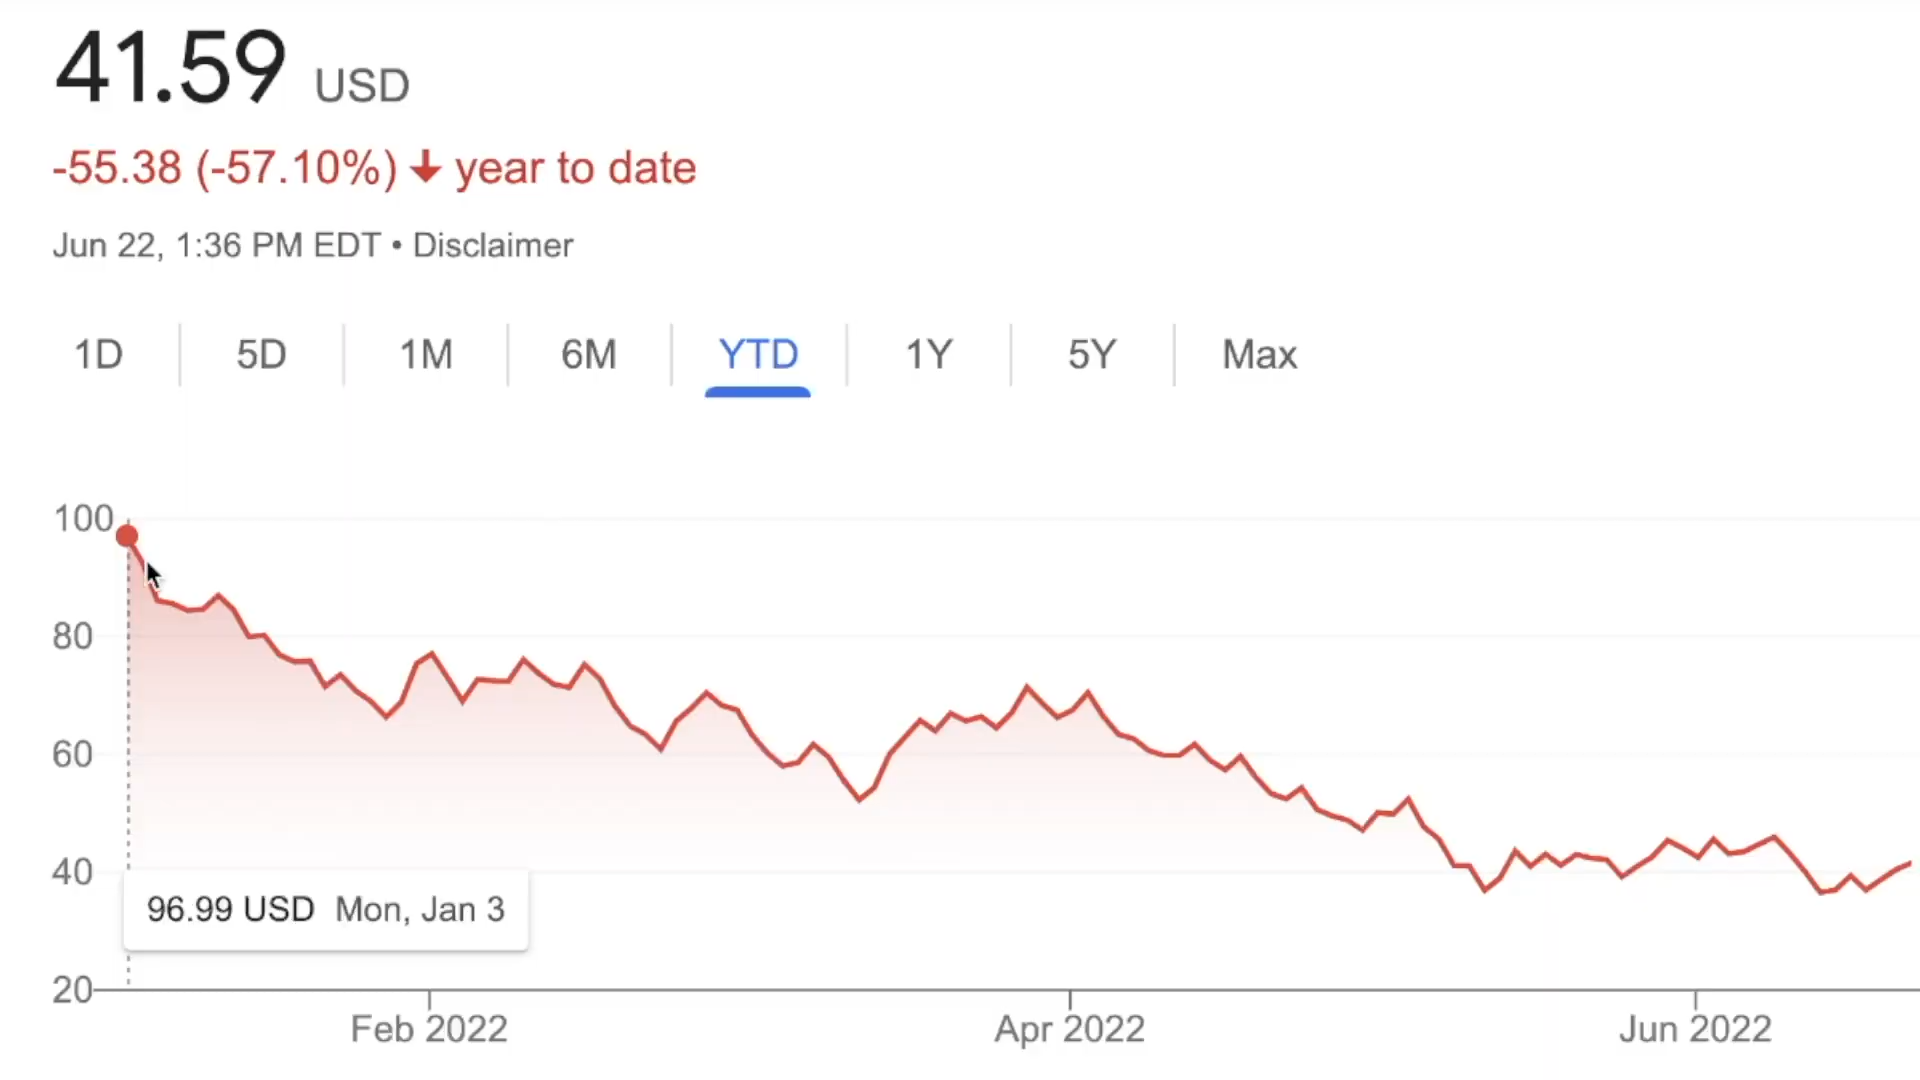 41.59 USD
-55.38 (-57.10%) ↓ year to date
Jun 22, 1:36 PM EDT • Disclaimer
1D 5D 1M 6M YTD 1Y 5Y Max
100
80
60
40
96.99 USD Mon, Jan 3
20
Feb 2022 Apr 2022 Jun 2022